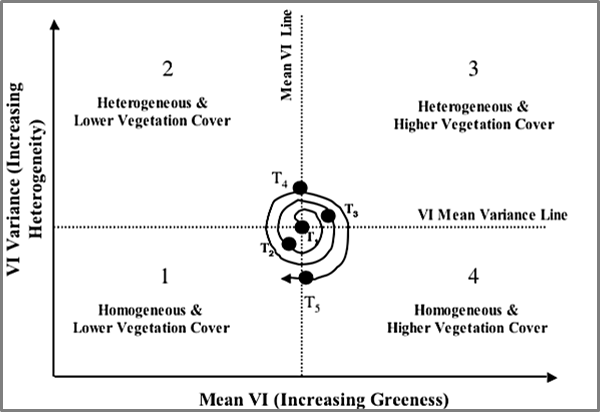 Mean VI Line
2
Heterogeneous &
Lower Vegetation Cover
3
Heterogeneous &
Higher Vegetation Cover
VI Variance (Increasing
Heterogeneity)
T4
T3
T1
T2
T5
VI Mean Variance Line
1
Homogeneous &
Lower Vegetation Cover
4
Homogeneous &
Higher Vegetation Cover
Mean VI (Increasing Greeness)